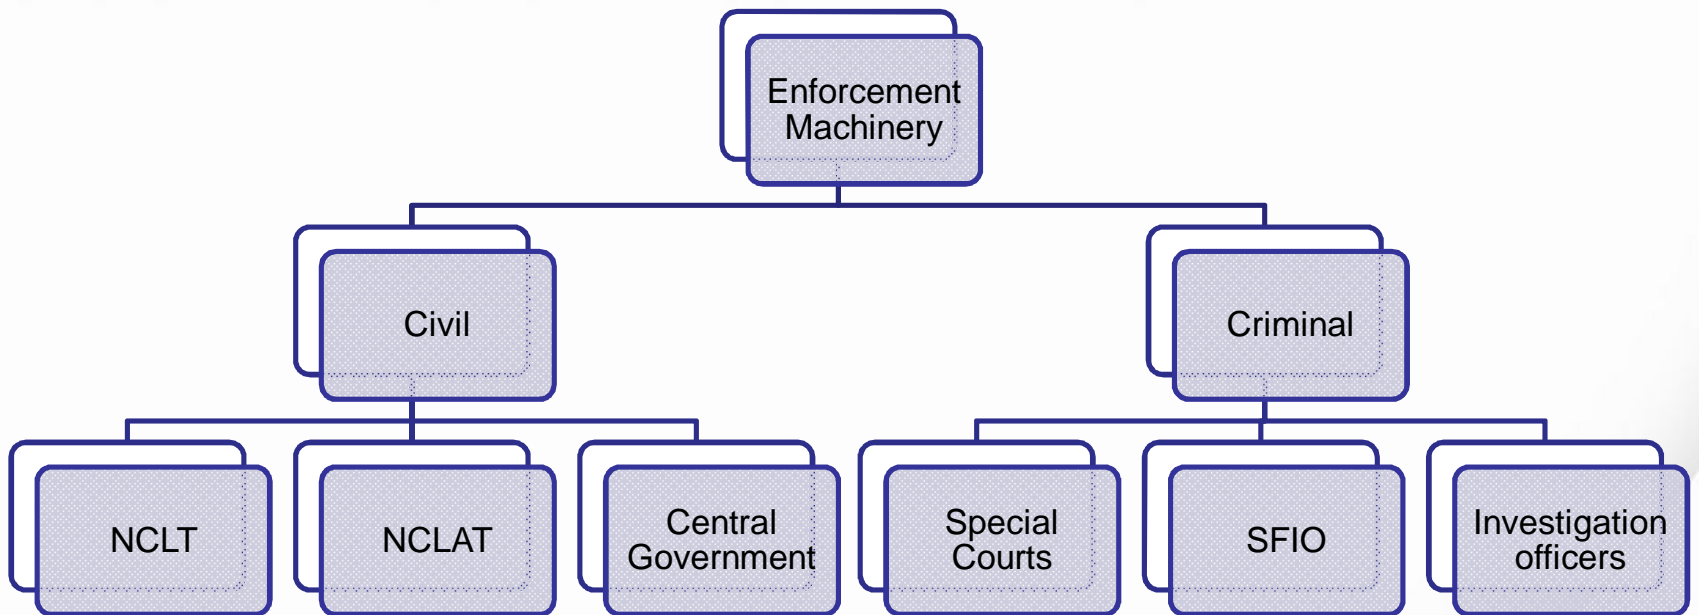 Enforcement
Machinery
Civil
Criminal
NCLT
NCLAT
Central
Government
Special
Courts
SFIO
Investigation
officers